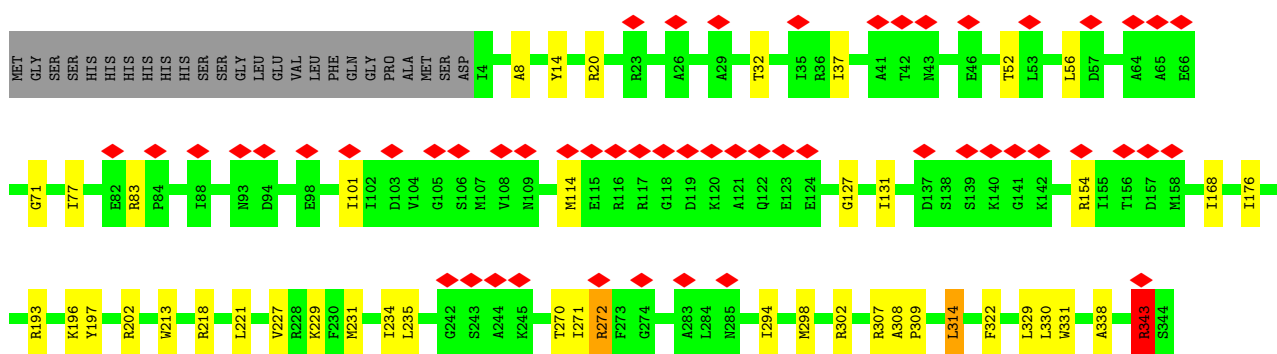 MET GLY SER SER HIS HIS HIS HIS HIS HIS SER SER GLY LEU GLU VAL LEU PHE GLN GLY PRO ALA MET SER ASP I4 A8 Y14 R20 R23 A26 A29 T32 I35 R36 I37 A41 T42 N43 E46 T52 L53 L56 D57 A64 A65 E66
G71 I77 E82 R83 P84 I88 N93 D94 E98 I101 I102 D103 V104 G105 S106 M107 V108 N109 M114 E115 R116 R117 G118 D119 K120 A121 Q122 E123 E124 G127 I131 D137 S138 S139 K140 G141 K142 R154 I155 T156 D157 M158 I168 I176
R193 K196 Y197 R202 W213 R218 L221 V227 R228 K229 F230 M231 I234 L235 G242 S243 A244 K245 T270 I271 R272 F273 G274 A283 L284 N285 I294 M298 R302 R307 A308 P309 L314 F322 L329 L330 W331 A338 R343 S344